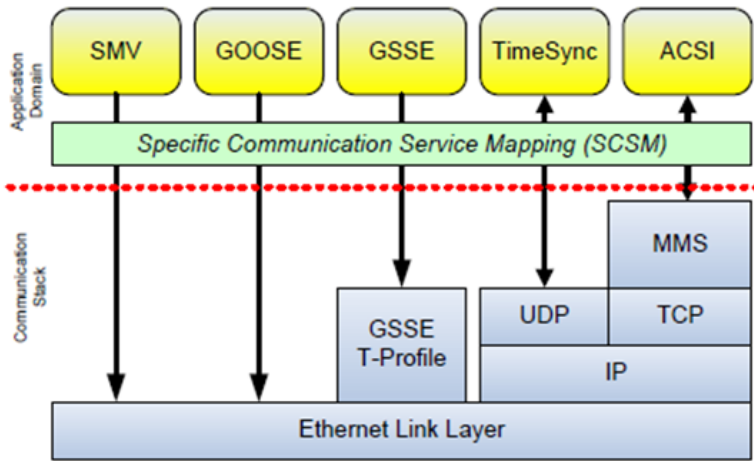 Application
Domain
SMV
GOOSE
GSSE
TimeSync
ACSI
Specific Communication Service Mapping (SCSM)
Communication
Stack
MMS
GSSE
T-Profile
UDP
TCP
IP
Ethernet Link Layer